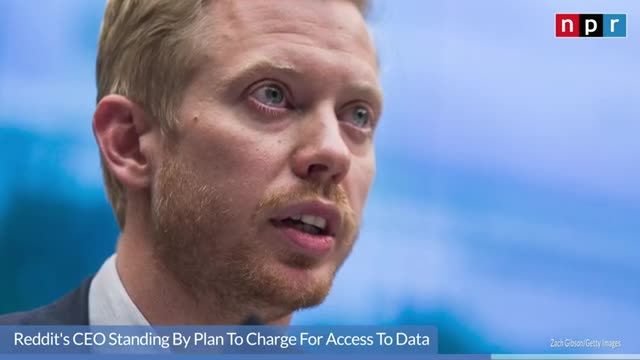 npr
Reddit's CEO Standing By Plan To Charge For Access To Data
Zach Gibson/Getty Images